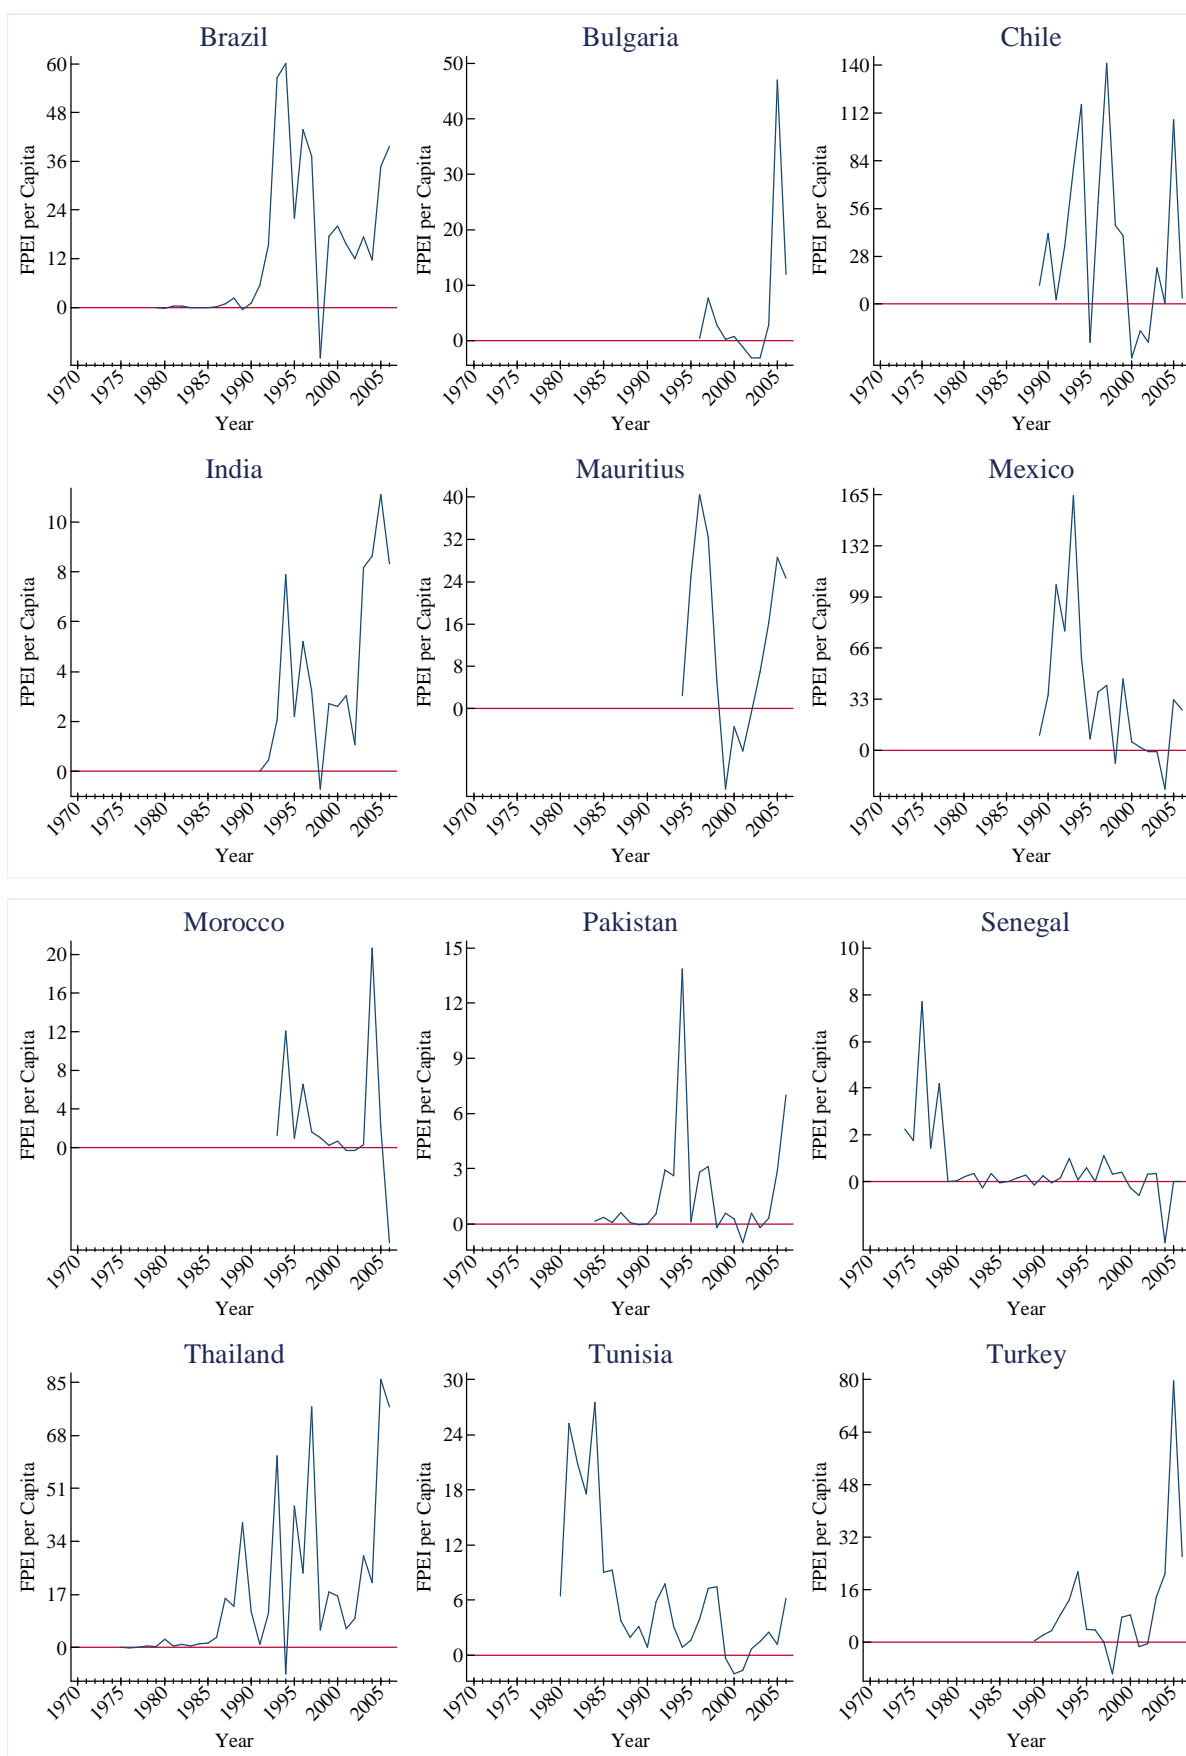 Brazil
FPEI per Capita
60
48
36
24
12
0
1970 1975 1980 1985 1990 1995 2000 2005
Year
Bulgaria
FPEI per Capita
50
40
30
20
10
0
1970 1975 1980 1985 1990 1995 2000 2005
Year
Chile
FPEI per Capita
140
112
84
56
28
0
1970 1975 1980 1985 1990 1995 2000 2005
Year
India
FPEI per Capita
10
8
6
4
2
0
1970 1975 1980 1985 1990 1995 2000 2005
Year
Mauritius
FPEI per Capita
40
32
24
16
8
0
1970 1975 1980 1985 1990 1995 2000 2005
Year
Mexico
FPEI per Capita
165
132
99
66
33
0
1970 1975 1980 1985 1990 1995 2000 2005
Year
Morocco
FPEI per Capita
20
16
12
8
4
0
1970 1975 1980 1985 1990 1995 2000 2005
Year
Pakistan
FPEI per Capita
15
12
9
6
3
0
1970 1975 1980 1985 1990 1995 2000 2005
Year
Senegal
FPEI per Capita
10
8
6
4
2
0
1970 1975 1980 1985 1990 1995 2000 2005
Year
Thailand
FPEI per Capita
85
68
51
34
17
0
1970 1975 1980 1985 1990 1995 2000 2005
Year
Tunisia
FPEI per Capita
30
24
18
12
6
0
1970 1975 1980 1985 1990 1995 2000 2005
Year
Turkey
FPEI per Capita
80
64
48
32
16
0
1970 1975 1980 1985 1990 1995 2000 2005
Year